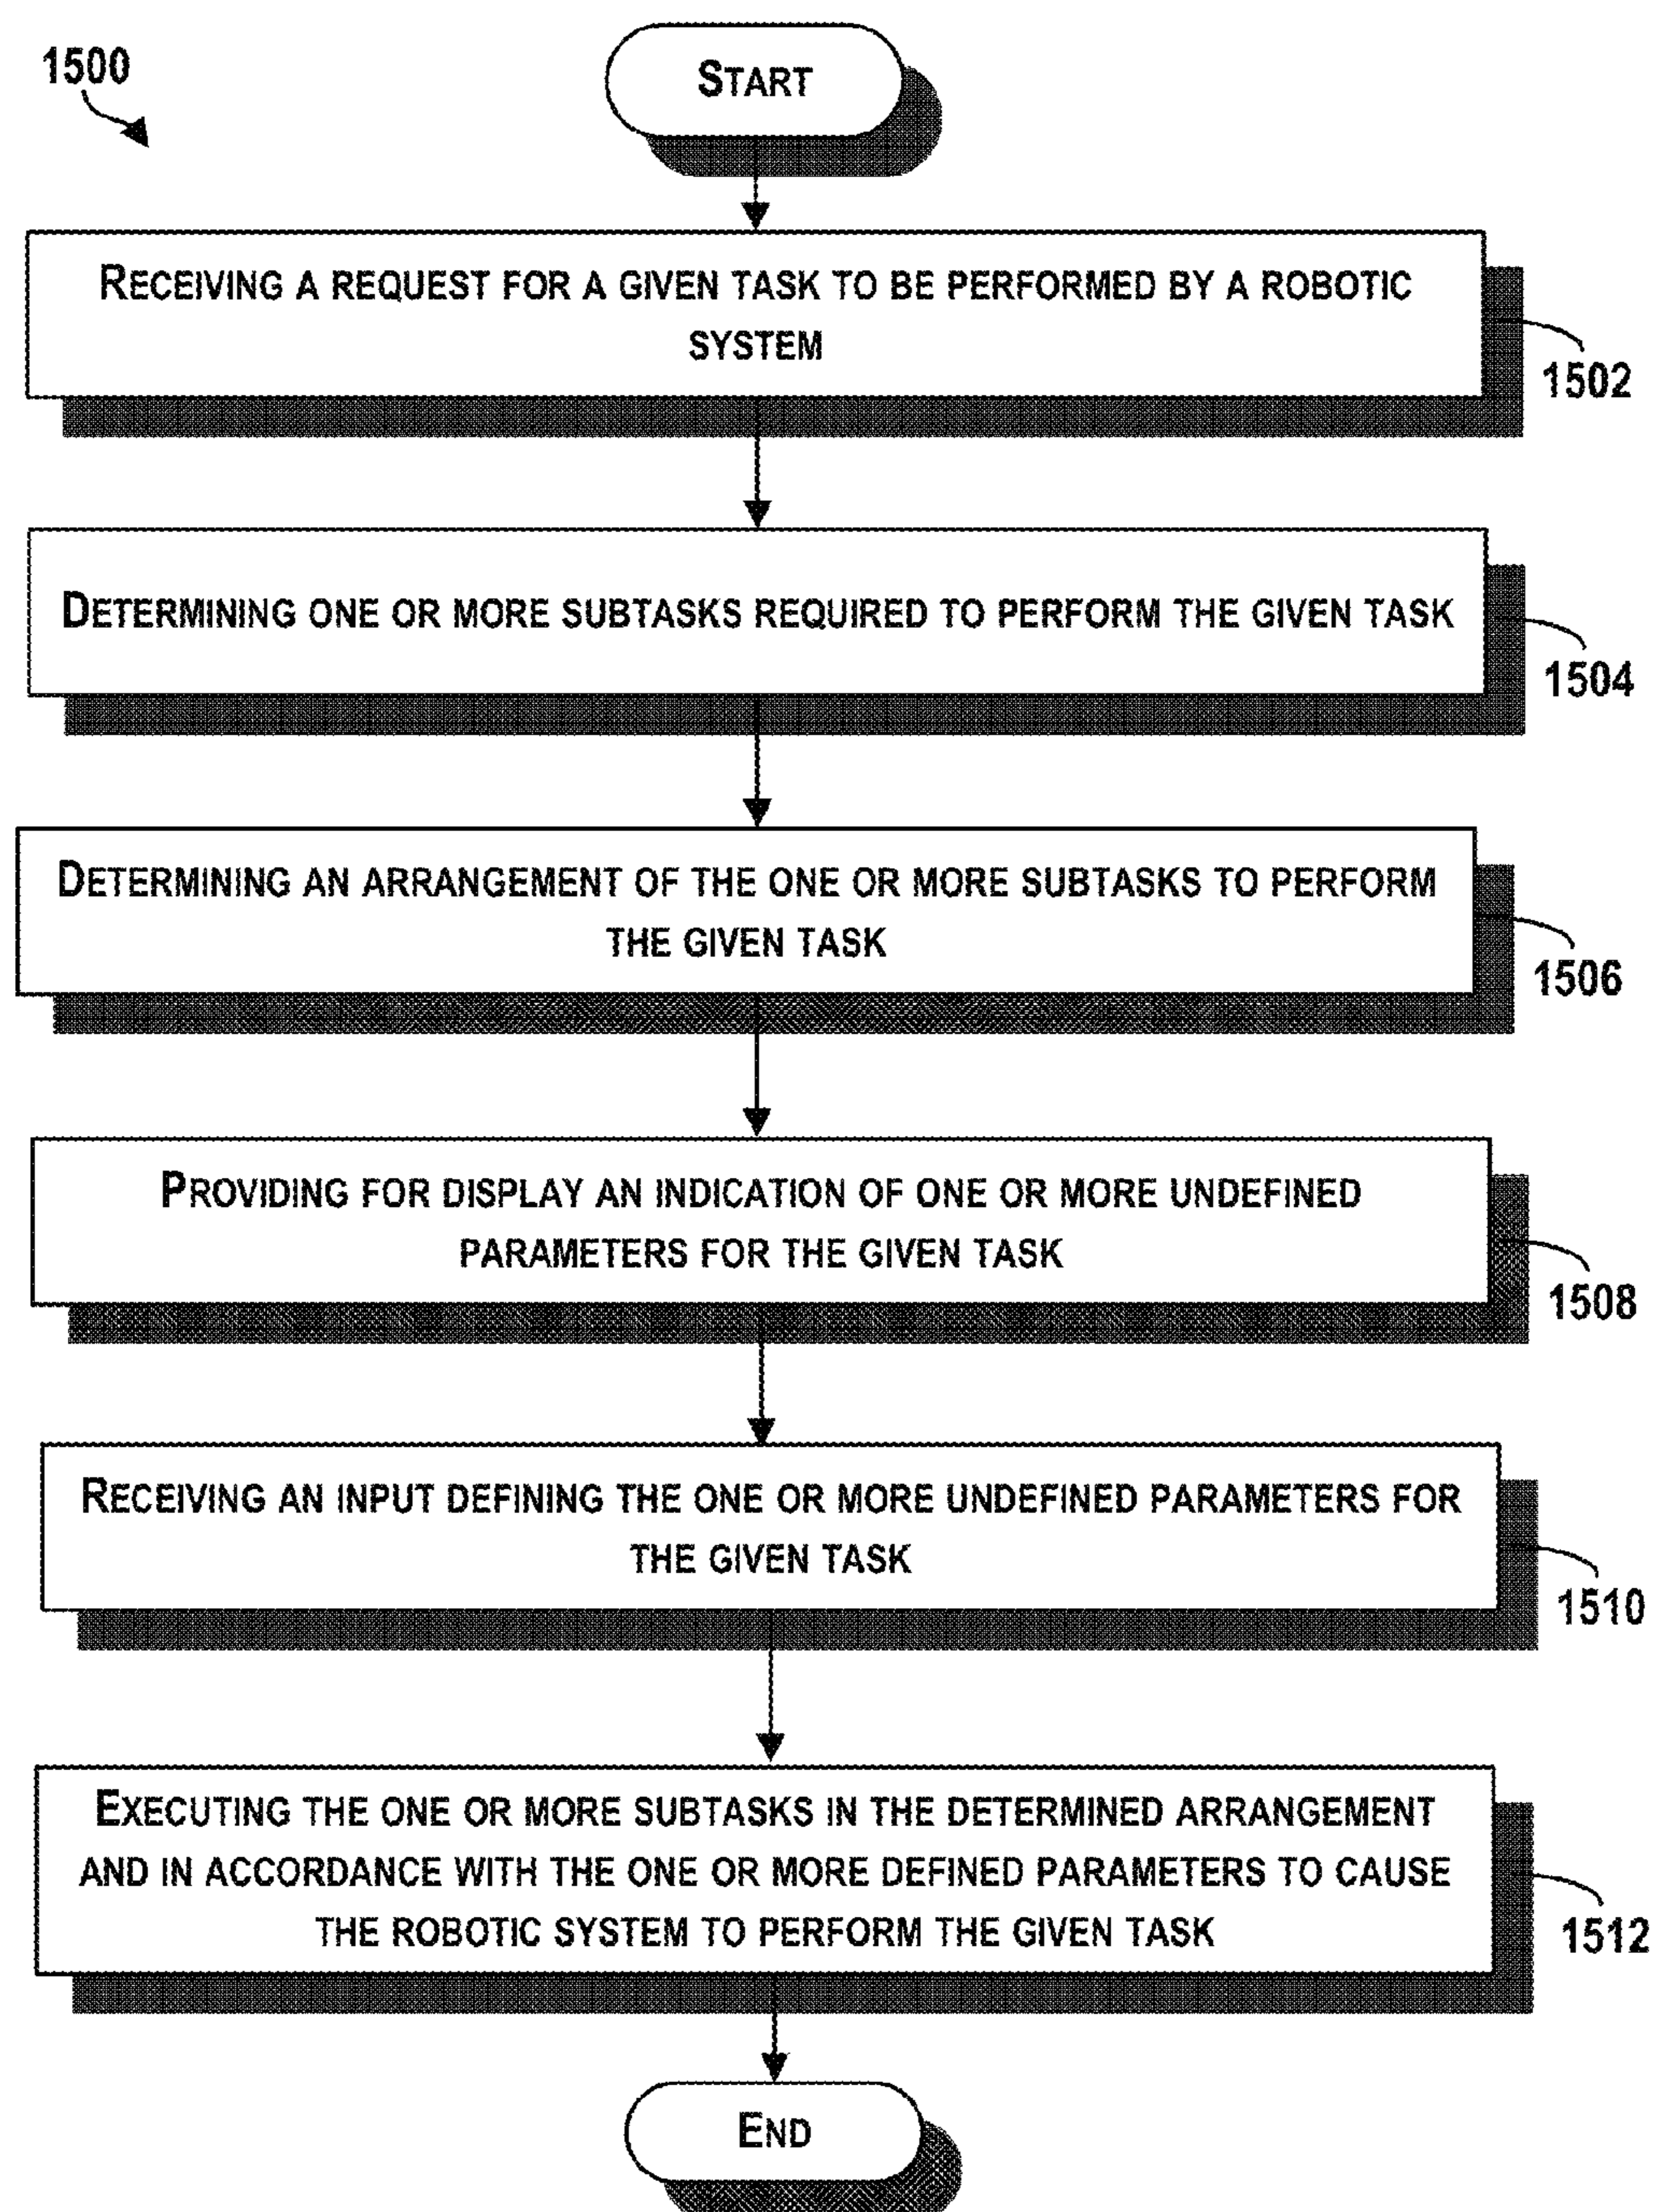 1500
START
RECEIVING A REQUEST FOR A GIVEN TASK TO BE PERFORMED BY A ROBOTIC
SYSTEM
1502
DETERMINING ONE OR MORE SUBTASKS REQUIRED TO PERFORM THE GIVEN TASK
1504
DETERMINING AN ARRANGEMENT OF THE ONE OR MORE SUBTASKS TO PERFORM
THE GIVEN TASK
1506
PROVIDING FOR DISPLAY AN INDICATION OF ONE OR MORE UNDEFINED
PARAMETERS FOR THE GIVEN TASK
1508
RECEIVING AN INPUT DEFINING THE ONE OR MORE UNDEFINED PARAMETERS FOR
THE GIVEN TASK
1510
EXECUTING THE ONE OR MORE SUBTASKS IN THE DETERMINED ARRANGEMENT
AND IN ACCORDANCE WITH THE ONE OR MORE DEFINED PARAMETERS TO CAUSE
THE ROBOTIC SYSTEM TO PERFORM THE GIVEN TASK
1512
END